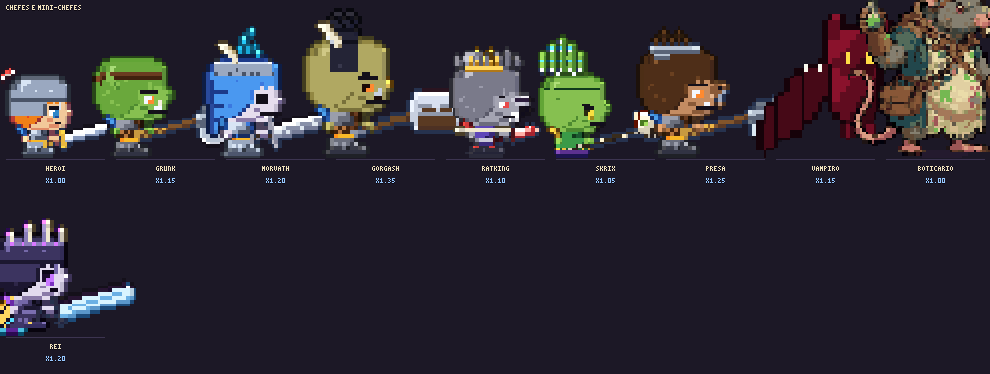 CHEFES E MINI-CHEFES
HEROI
GRUNK
MORVATH
GORGASH
RATKING
SKRIX
PRESA
VAMPIRO
BOTICARIO
X1.00
X1.15
X1.20
X1.35
X1.10
X1.05
X1.15
X1.15
X1.00
REI
X1.20